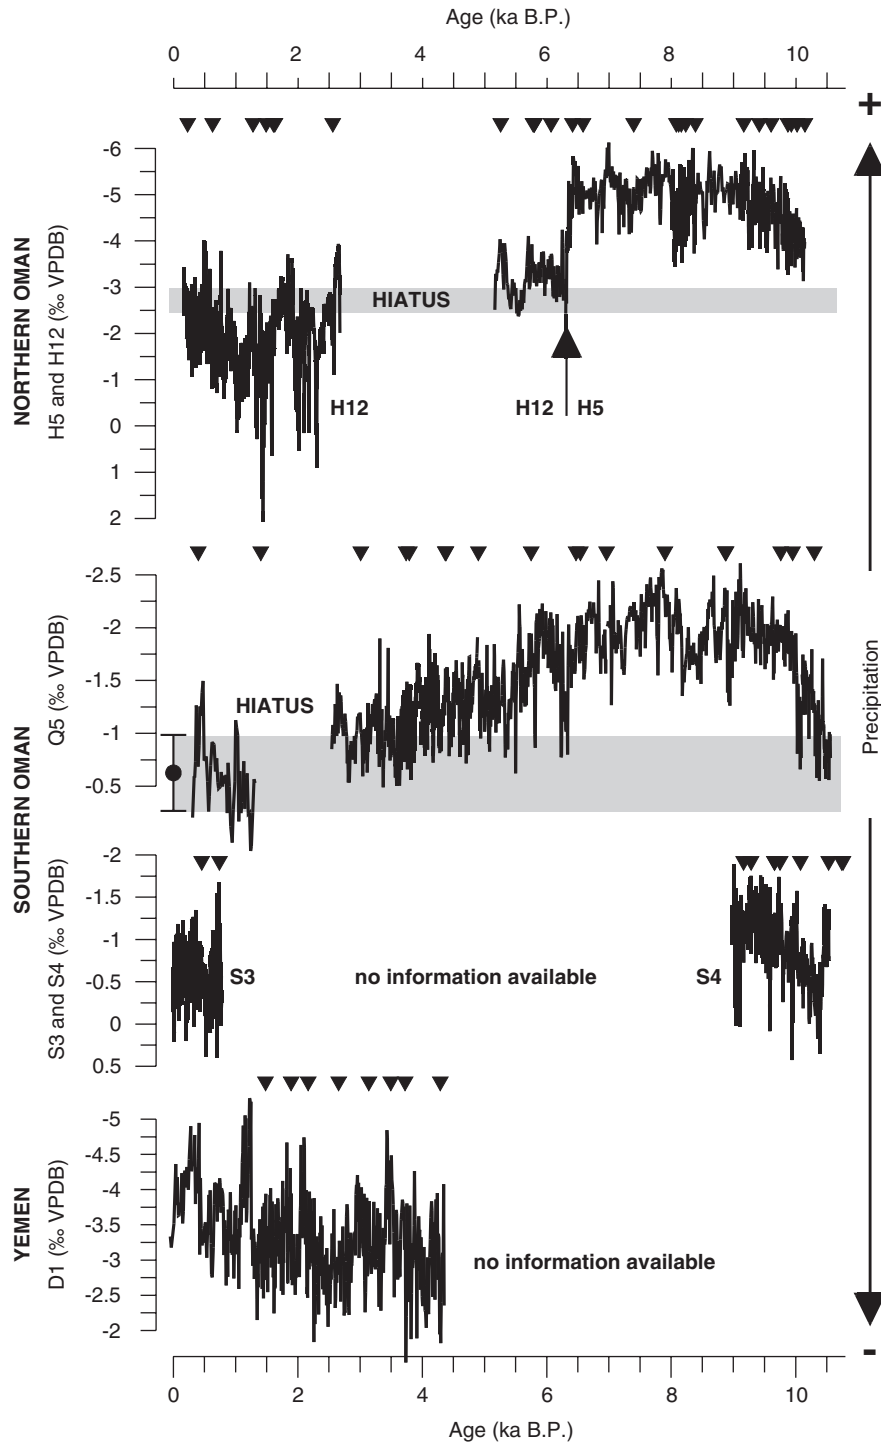 Age (ka B.P.)
0 2 4 6 8 10
+
-6
-5
-4
-3
-2
-1
0
1
2
NORTHERN OMAN
H5 and H12 (‰ VPDB)
HIATUS
H12
H12 H5
-2.5
-2
-1.5
-1
-0.5
SOUTHERN OMAN
Q5 (‰ VPDB)
HIATUS
Precipitation
-2
-1.5
-1
-0.5
0
0.5
S3 and S4 (‰ VPDB)
S3
no information available
S4
-5
-4.5
-4
-3.5
-3
-2.5
-2
YEMEN
D1 (‰ VPDB)
no information available
-
0 2 4 6 8 10
Age (ka B.P.)